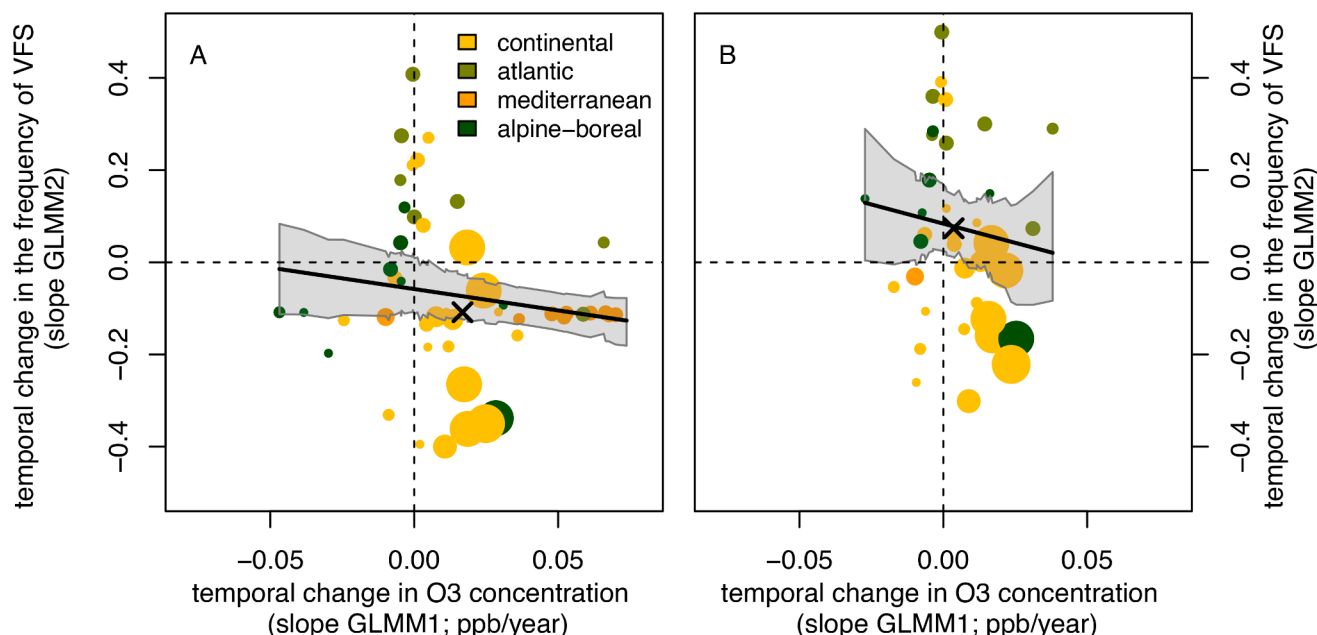 A
continental
atlantic
mediterranean
alpine−boreal
temporal change in the frequency of VFS
(slope GLMM2)
0.4
0.2
0.0
−0.2
−0.4
−0.05
0.00
0.05
temporal change in O3 concentration
(slope GLMM1; ppb/year)
B
0.4
0.2
0.0
−0.2
−0.4
temporal change in the frequency of VFS
(slope GLMM2)
−0.05
0.00
0.05
temporal change in O3 concentration
(slope GLMM1; ppb/year)